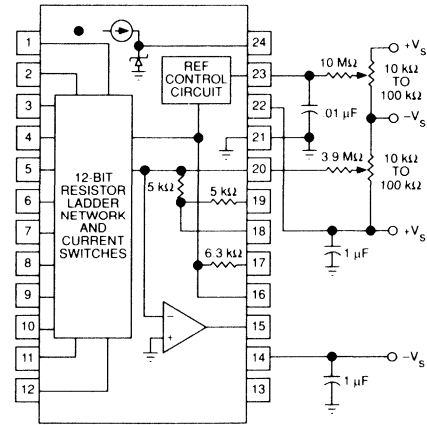 1
2
3
4
5
6
7
8
9
10
11
12
24
23
22
21
20
19
18
17
16
15
14
13
12-BIT
RESISTOR
LADDER
NETWORK
AND
CURRENT
SWITCHES
REF
CONTROL
CIRCUIT
5 kΩ
5 kΩ
6.3 kΩ
−
+
10 MΩ
.01 μF
3.9 MΩ
+VS
10 kΩ
TO
100 kΩ
−VS
10 kΩ
TO
100 kΩ
+VS
1 μF
−VS
1 μF